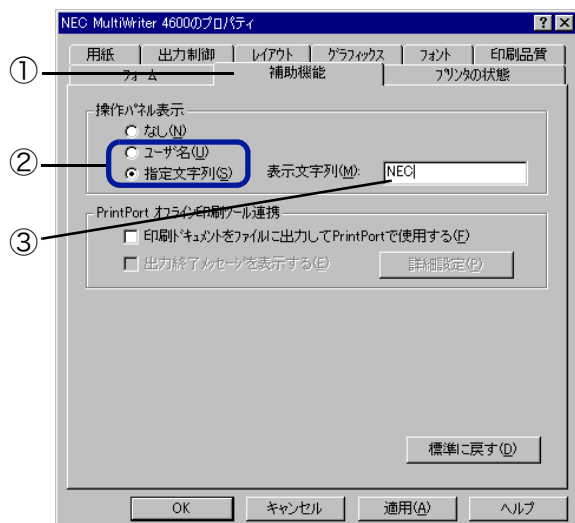 NEC MultiWriter 4600のプロパティ
用紙 出力制御 レイアウト グラフィックス フォント 印刷品質
① フォーム 補助機能 プリンタの状態
操作パネル表示
なし(N)
② ユーザ名(U)
指定文字列(S) 表示文字列(M): NEC
PrintPort オフライン印刷ツール連携
③ 印刷ドキュメントをファイルに出力してPrintPortで使用する(F)
出力終了メッセージを表示する(E) 詳細設定(P)
標準に戻す(D)
OK キャンセル 適用(A) ヘルプ